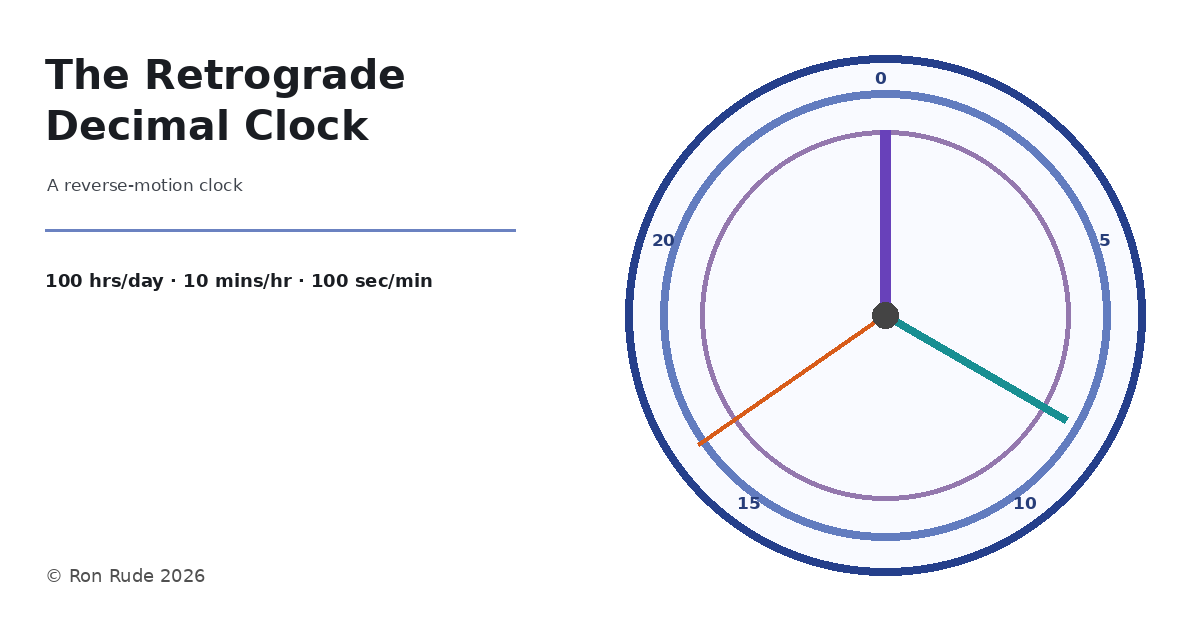 The Retrograde
Decimal Clock
A reverse-motion clock
100 hrs/day · 10 mins/hr · 100 sec/min
© Ron Rude 2026
0
5
10
15
20